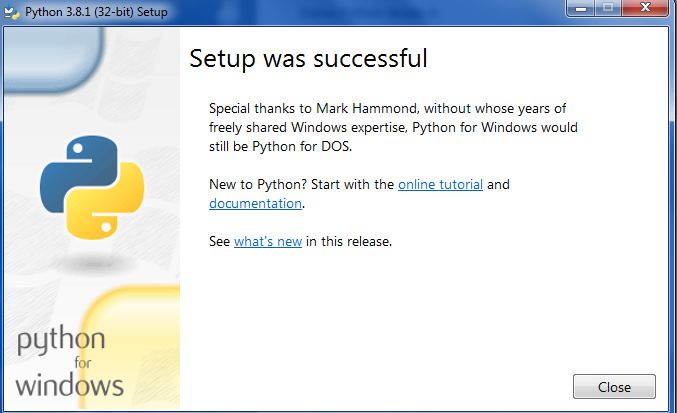 Python 3.8.1 (32-bit) Setup
Setup was successful
Special thanks to Mark Hammond, without whose years of
freely shared Windows expertise, Python for Windows would
still be Python for DOS.
New to Python? Start with the online tutorial and
documentation.
See what's new in this release.
python
for
windows
Close